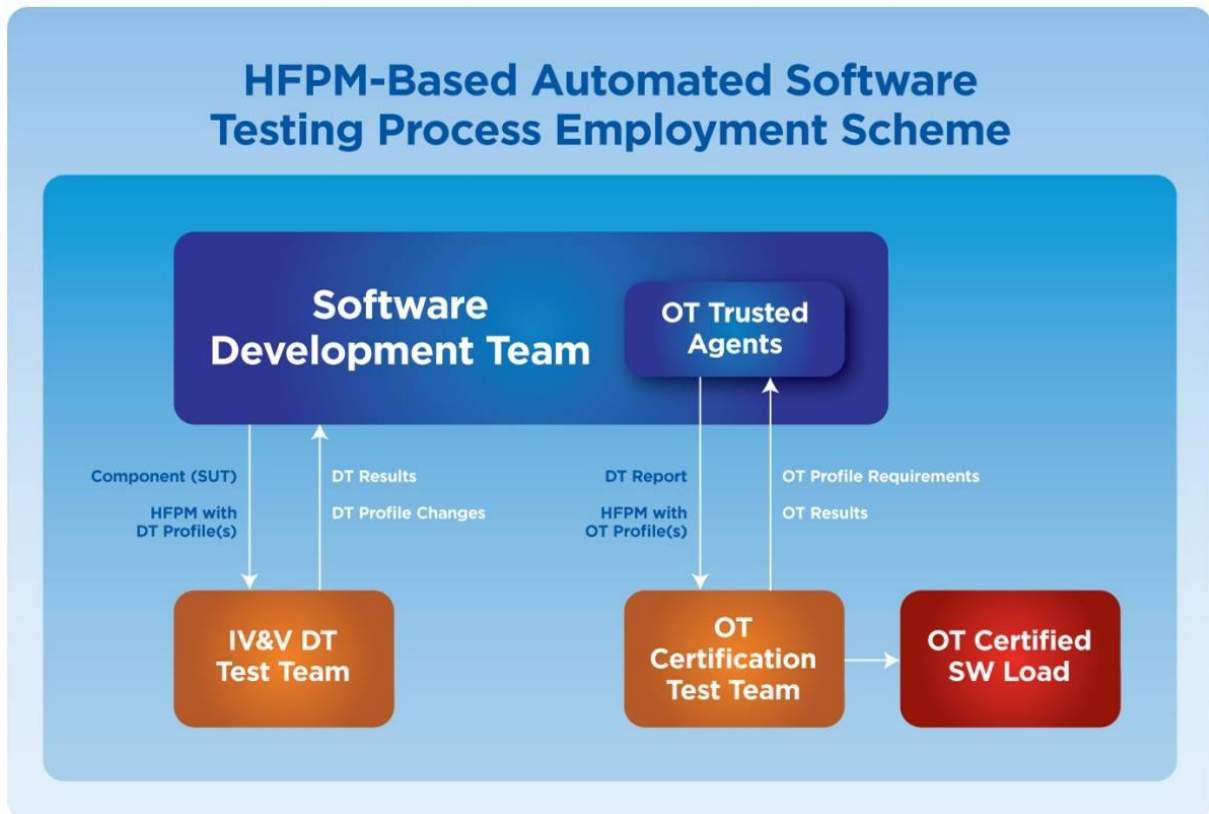 HFPM-Based Automated Software
Testing Process Employment Scheme
Software
Development Team
OT Trusted
Agents
Component (SUT)
HFPM with
DT Profile(s)
DT Results
DT Profile Changes
DT Report
HFPM with
OT Profile(s)
OT Profile Requirements
OT Results
IV&V DT
Test Team
OT
Certification
Test Team
OT Certified
SW Load